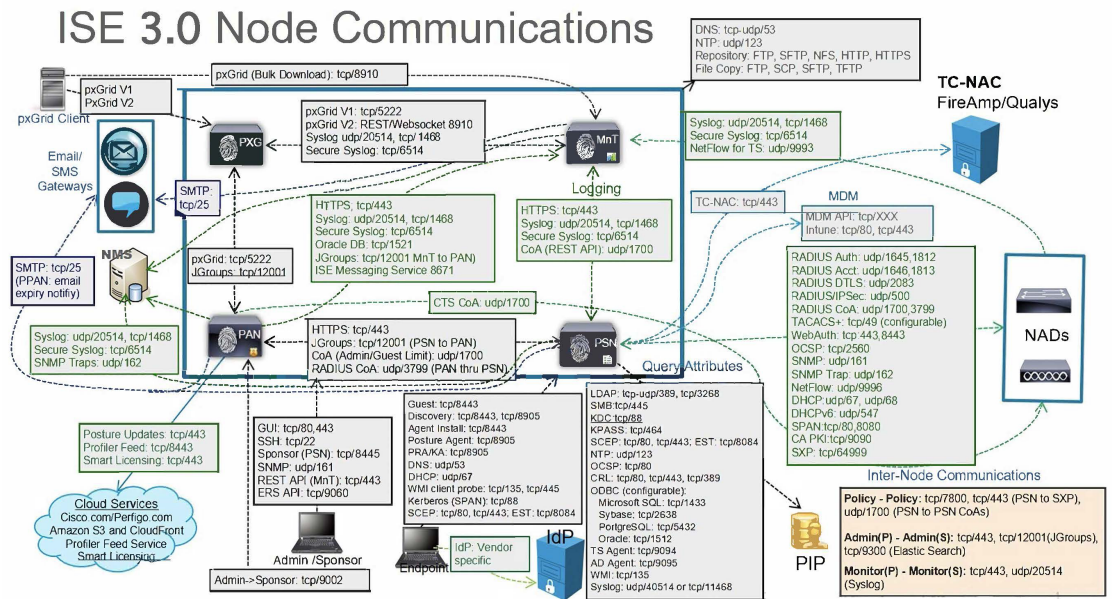 ISE 3.0 Node Communications
DNS: tcp-udp/53
NTP: udp/123
Repository: FTP, SFTP, NFS, HTTP, HTTPS
File Copy: FTP, SCP, SFTP, TFTP
pxGrid (Bulk Download): tcp/8910
pxGrid V1
PxGrid V2
pxGrid Client
TC-NAC
FireAmp/Qualys
pxGrid V1: tcp/5222
pxGrid V2: REST/Websocket 8910
Syslog udp/20514, tcp/ 1468
Secure Syslog: tcp/6514
PXG
MnT
Syslog: udp/20514, tcp/1468
Secure Syslog: tcp/6514
NetFlow for TS: udp/9993
Email/
SMS
Gateways
SMTP:
tcp/25
Logging
TC-NAC: tcp/443
MDM
MDM API: tcp/XXX
Intune: tcp/80, tcp/443
HTTPS, tcp/443
Syslog: udp/20514, tcp/1468
Secure Syslog: tcp/6514
Oracle DB: tcp/1521
JGroups: tcp/12001 MnT to PAN)
ISE Messaging Service 8671
HTTPS: tcp/443
Syslog: udp/20514, tcp/1468
Secure Syslog: tcp/6514
CoA (REST API): udp/1700
NMS
SMTP: tcp/25
(PPAN: email
expiry notifiy)
pxGrid: tcp/5222
JGroups: tcp/12001
CTS CoA: udp/1700
RADIUS Auth: udp/1645,1812
RADIUS Acct: udp/1646,1813
RADIUS DTLS: udp/2083
RADIUS/IPSec: udp/500
RADIUS CoA: udp/1700,3799
TACACS+: tcp/49 (configurable)
WebAuth: tcp 443,8443
OCSP: tcp/2560
SNMP: udp/161
SNMP Trap: udp/162
NetFlow: udp/9996
DHCP:udp/67, udp/68
DHCPv6: udp/547
SPAN:tcp/80,8080
CA PKI:tcp/9090
SXP: tcp/64999
NADs
Syslog: udp/20514, tcp/1468
Secure Syslog: tcp/6514
SNMP Traps: udp/162
PAN
HTTPS: tcp/443
JGroups: tcp/12001 (PSN to PAN)
CoA (Admin/Guest Limit): udp/1700
RADIUS CoA: udp/3799 (PAN thru PSN)
PSN
Query Attributes
Posture Updates: tcp/443
Profiler Feed: tcp/8443
Smart Licensing: tcp/443
GUI: tcp/80,443
SSH: tcp/22
Sponsor (PSN): tcp/8445
SNMP: udp/161
REST API (MnT): tcp/443
ERS API: tcp/9060
Guest: tcp/8443
Discovery: tcp/8443, tcp/8905
Agent Install: tcp/8443
Posture Agent: tcp/8905
PRA/KA: tcp/8905
DNS: udp/53
DHCP: udp/67
WMI client probe: tcp/135, tcp/445
Kerberos (SPAN): tcp/88
SCEP: tcp/80, tcp/443; EST: tcp/8084
LDAP: tcp-udp/389, tcp/3268
SMB:tcp/445
KDC:tcp/88
KPASS: tcp/464
SCEP: tcp/80, tcp/443; EST: tcp/8084
NTP: udp/123
OCSP: tcp/80
CRL: tcp/80, tcp/443, tcp/389
ODBC (configurable):
Microsoft SQL: tcp/1433
Sybase: tcp/2638
PortgreSQL: tcp/5432
Oracle: tcp/1512
TS Agent: tcp/9094
AD Agent: tcp/9095
WMI: tcp/135
Syslog: udp/40514 or tcp/11468
Cloud Services
Cisco.com/Perfigo.com
Amazon S3 and CloudFront
Profiler Feed Service
Smart Licensing
Admin /Sponsor
Admin->Sponsor: tcp/9002
Endpoint
IdP: Vendor
specific
IdP
PIP
Inter-Node Communications
Policy - Policy: tcp/7800, tcp/443 (PSN to SXP),
udp/1700 (PSN to PSN CoAs)
Admin(P) - Admin(S): tcp/443, tcp/12001(JGroups),
tcp/9300 (Elastic Search)
Monitor(P) - Monitor(S): tcp/443, udp/20514
(Syslog)